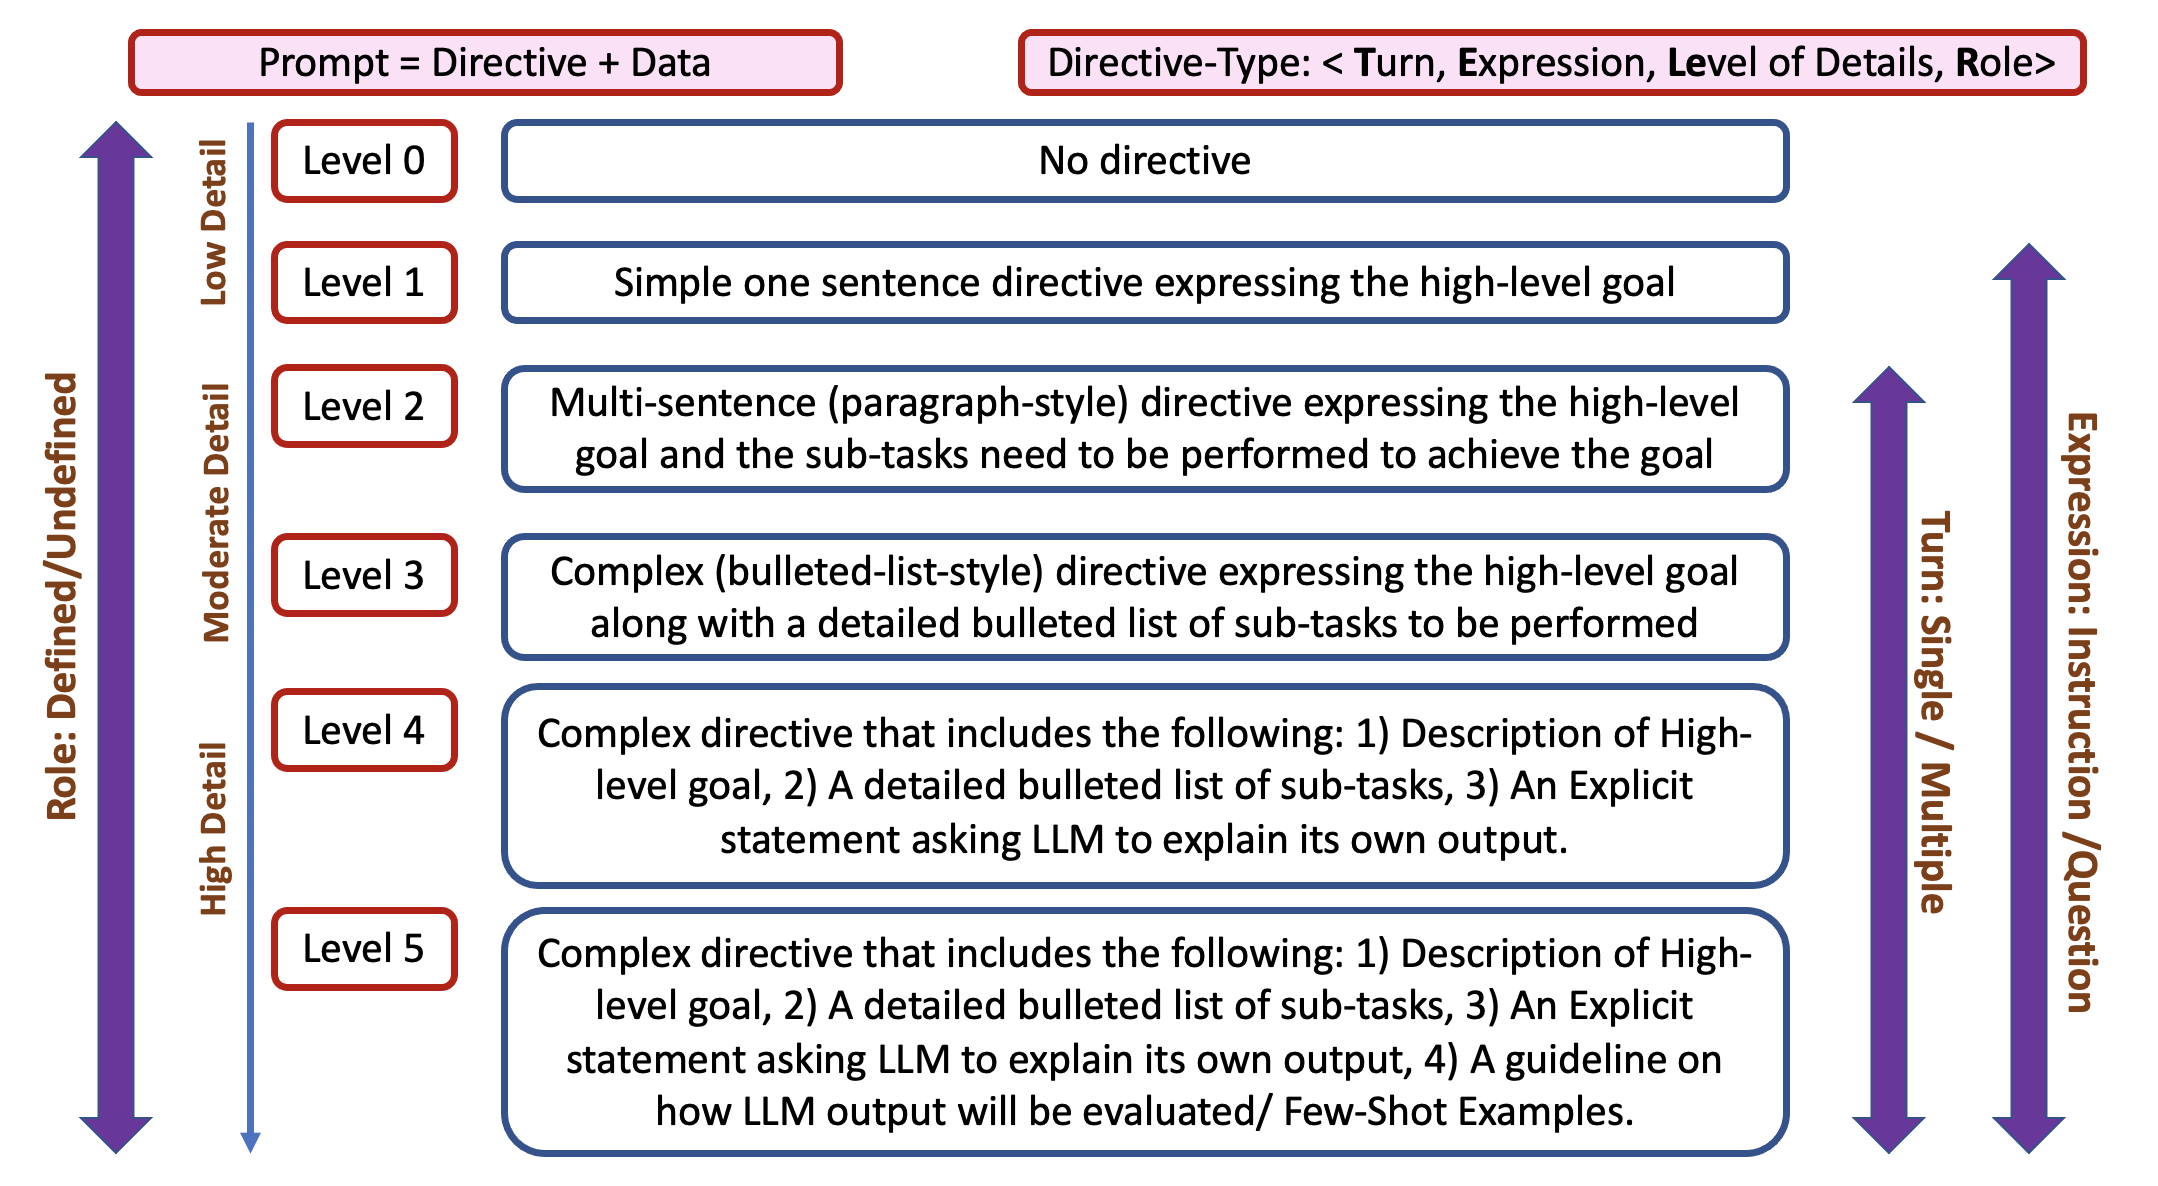 Prompt = Directive + Data
Directive-Type: < Turn, Expression, Level of Details, Role>
Role: Defined/Undefined
Low Detail
Moderate Detail
High Detail
Level 0
No directive
Level 1
Simple one sentence directive expressing the high-level goal
Level 2
Multi-sentence (paragraph-style) directive expressing the high-level
goal and the sub-tasks need to be performed to achieve the goal
Level 3
Complex (bulleted-list-style) directive expressing the high-level goal
along with a detailed bulleted list of sub-tasks to be performed
Level 4
Complex directive that includes the following: 1) Description of High-
level goal, 2) A detailed bulleted list of sub-tasks, 3) An Explicit
statement asking LLM to explain its own output.
Level 5
Complex directive that includes the following: 1) Description of High-
level goal, 2) A detailed bulleted list of sub-tasks, 3) An Explicit
statement asking LLM to explain its own output, 4) A guideline on
how LLM output will be evaluated/ Few-Shot Examples.
Turn: Single / Multiple
Expression: Instruction /Question